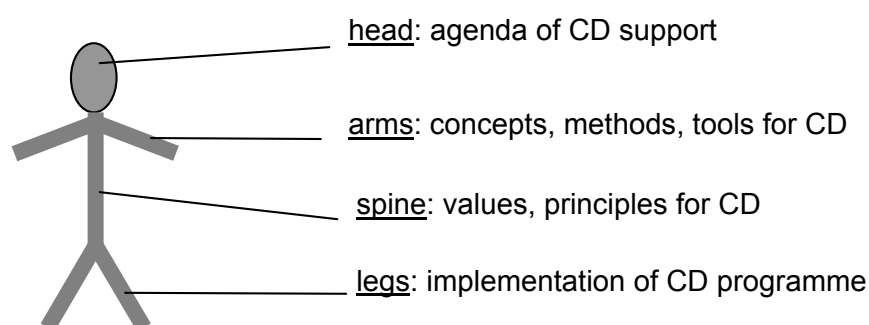 head: agenda of CD support
arms: concepts, methods, tools for CD
spine: values, principles for CD
legs: implementation of CD programme